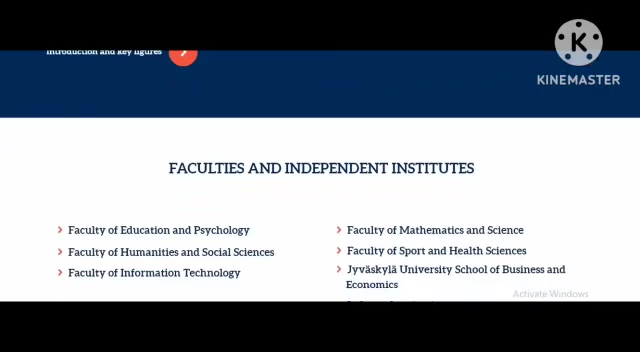 Introduction and key figures
KINEMASTER
FACULTIES AND INDEPENDENT INSTITUTES
Faculty of Education and Psychology
Faculty of Humanities and Social Sciences
Faculty of Information Technology
Faculty of Mathematics and Science
Faculty of Sport and Health Sciences
Jyväskylä University School of Business and
Economics
Activate Windows